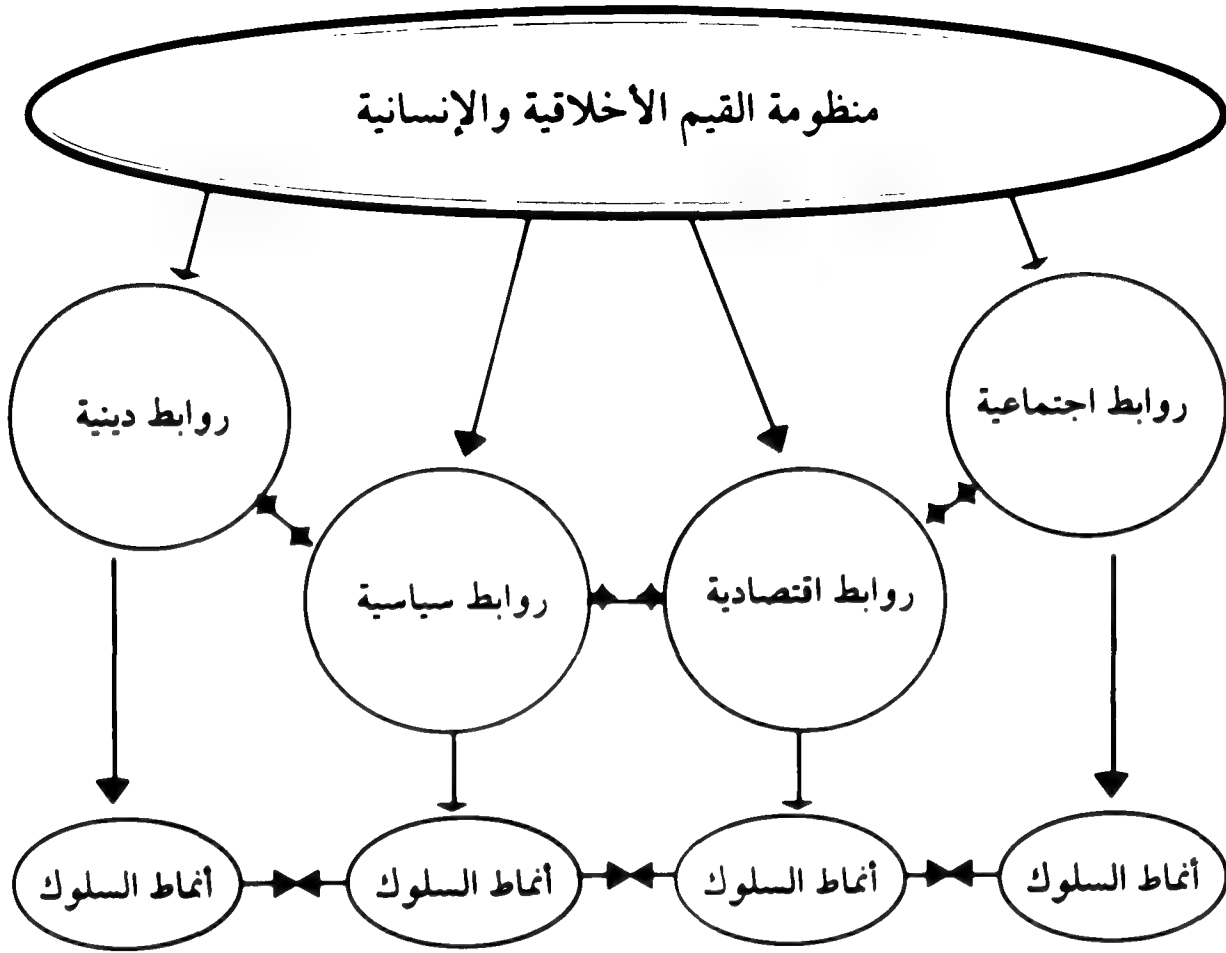 منظومة القيم الأخلاقية والإنسانية
روابط اجتماعية
روابط دينية
روابط اقتصادية
روابط سياسية
أنماط السلوك
أنماط السلوك
أنماط السلوك
أنماط السلوك